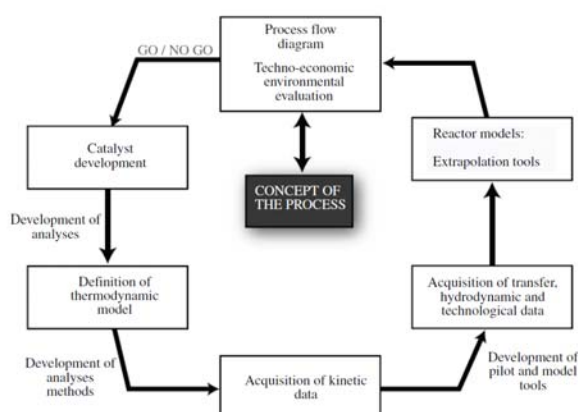 Process flow
diagram
Techno-economic
environmental
evaluation
GO / NO GO
Catalyst
development
CONCEPT OF
THE PROCESS
Reactor models:
Extrapolation tools
Development of
analyses
Definition of
thermodynamic
model
Acquisition of transfer,
hydrodynamic and
technological data
Development of
analyses
methods
Acquisition of kinetic
data
Development of
pilot and model
tools